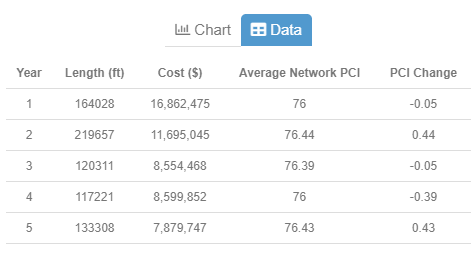 Chart Data
Year Length (ft) Cost ($) Average Network PCI PCI Change
1 164028 16,862,475 76 -0.05
2 219657 11,695,045 76.44 0.44
3 120311 8,554,468 76.39 -0.05
4 117221 8,599,852 76 -0.39
5 133308 7,879,747 76.43 0.43